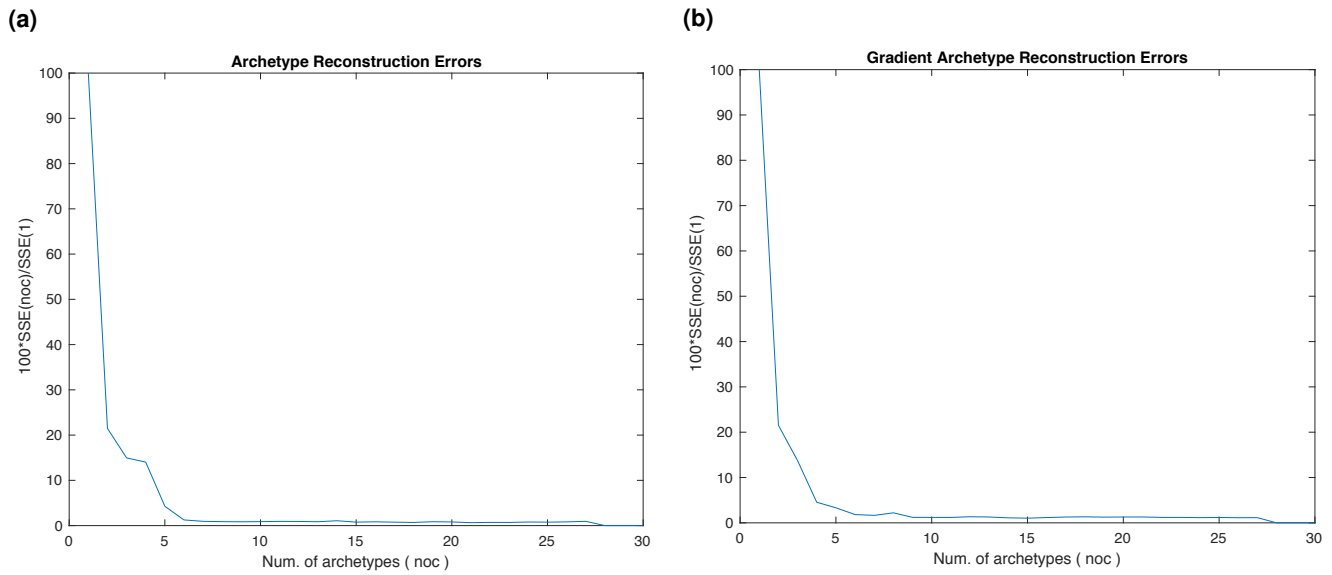 (a)
Archetype Reconstruction Errors
100*SSE(noc)/SSE(1)
100
90
80
70
60
50
40
30
20
10
0
0 5 10 15 20 25 30
Num. of archetypes ( noc )
(b)
Gradient Archetype Reconstruction Errors
100*SSE(noc)/SSE(1)
100
90
80
70
60
50
40
30
20
10
0
0 5 10 15 20 25 30
Num. of archetypes ( noc )